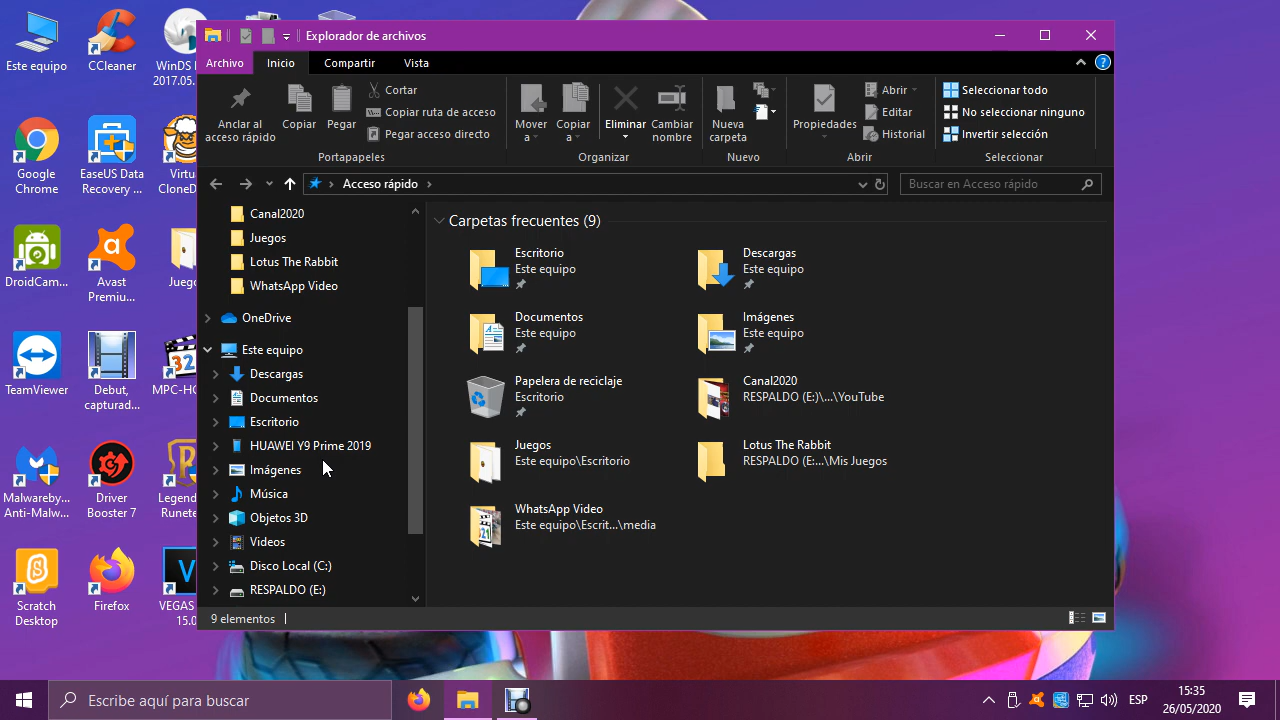 Explorador de archivos
Archivo
Inicio
Compartir
Vista
Anclar al
acceso rápido
Copiar
Pegar
Cortar
Copiar ruta de acceso
Pegar acceso directo
Portapapeles
Mover
a
Copiar
a
Eliminar
Cambiar
nombre
Organizar
Nueva
carpeta
Nuevo
Propiedades
Abrir
Editar
Historial
Abrir
Seleccionar todo
No seleccionar ninguno
Invertir selección
Seleccionar
Acceso rápido
Buscar en Acceso rápido
Canal2020
Juegos
Lotus The Rabbit
WhatsApp Video
OneDrive
Este equipo
Descargas
Documentos
Escritorio
HUAWEI Y9 Prime 2019
Imágenes
Música
Objetos 3D
Videos
Disco Local (C:)
RESPALDO (E:)
Carpetas frecuentes (9)
Escritorio
Este equipo
Descargas
Este equipo
Documentos
Este equipo
Imágenes
Este equipo
Papelera de reciclaje
Escritorio
Canal2020
RESPALDO (E:)\...\YouTube
Juegos
Este equipo\Escritorio
Lotus The Rabbit
RESPALDO (E:...\Mis Juegos
WhatsApp Video
Este equipo\Escrit...\media
9 elementos
Este equipo
CCleaner
WinDS
2017.05.
Google
Chrome
EaseUS Data
Recovery ...
Virtu
CloneD
DroidCam...
Avast
Premiu...
Juego
TeamViewer
Debut,
capturad...
MPC-HC
Malwareby...
Anti-Malw...
Driver
Booster 7
Legend
Runete
Scratch
Desktop
Firefox
VEGAS
15.0
Escribe aquí para buscar
ESP
15:35
26/05/2020